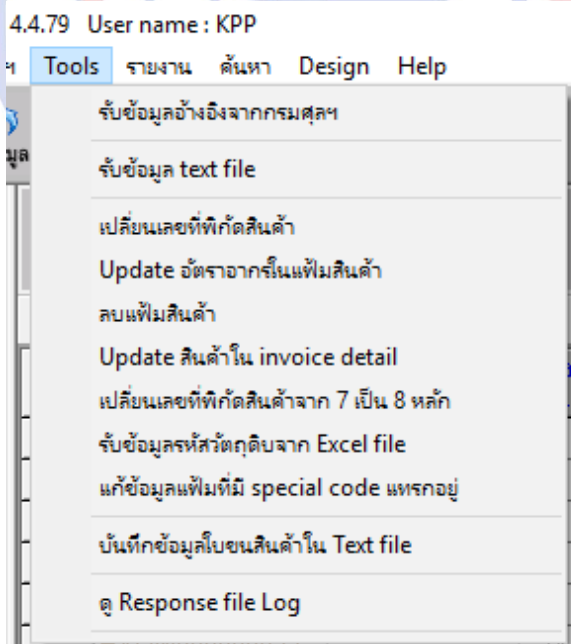 4.4.79 User name : KPP
ฯ Tools รายงาน ค้นหา Design Help
รับข้อมูลอ้างอิงจากกรมศุลฯ
มูล
รับข้อมูล text file
เปลี่ยนเลขที่พิกัดสินค้า
Update อัตราอากรในแฟ้มสินค้า
ลบแฟ้มสินค้า
Update สินค้าใน invoice detail
เปลี่ยนเลขที่พิกัดสินค้าจาก 7 เป็น 8 หลัก
รับข้อมูลรหัสวัตถุดิบจาก Excel file
แก้ข้อมูลแฟ้มที่มี special code แทรกอยู่
บันทึกข้อมูลใบขนสินค้าใน Text file
ดู Response file Log